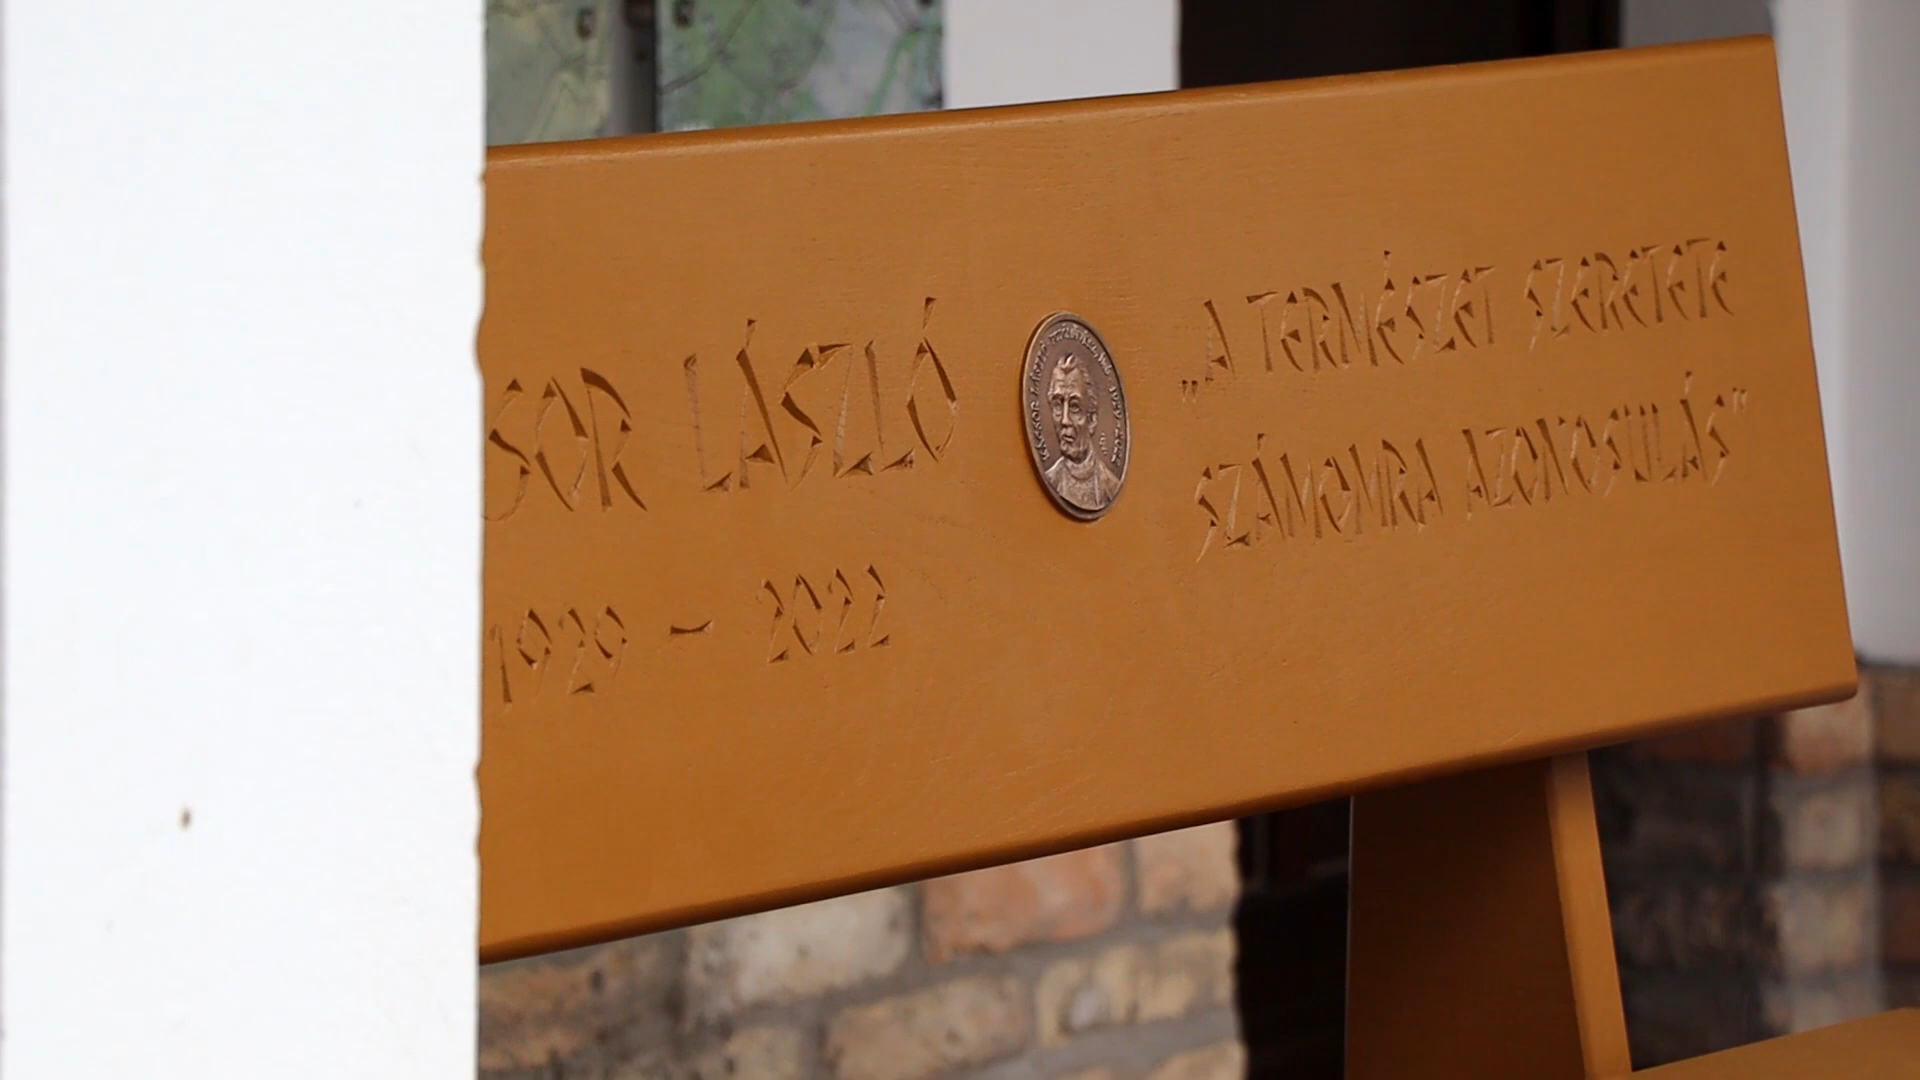 SOR LÁSZLÓ
1929 – 2022
„A TERMÉSZET SZERETETE
SZÁMOMRA AZONOSULÁS"